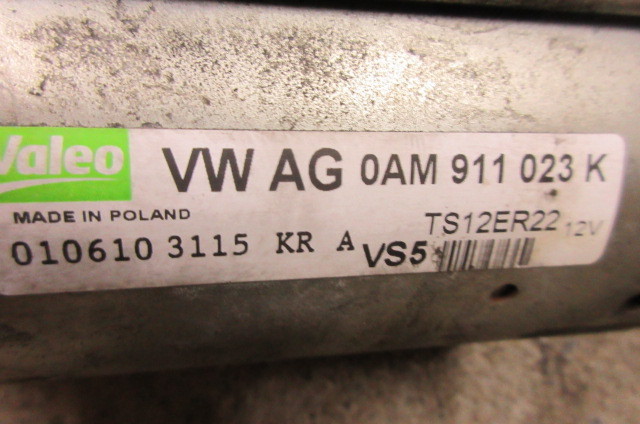 Valeo
VW AG 0AM 911 023 K
MADE IN POLAND
TS12ER22 12V
010610 3115 KR A VS5